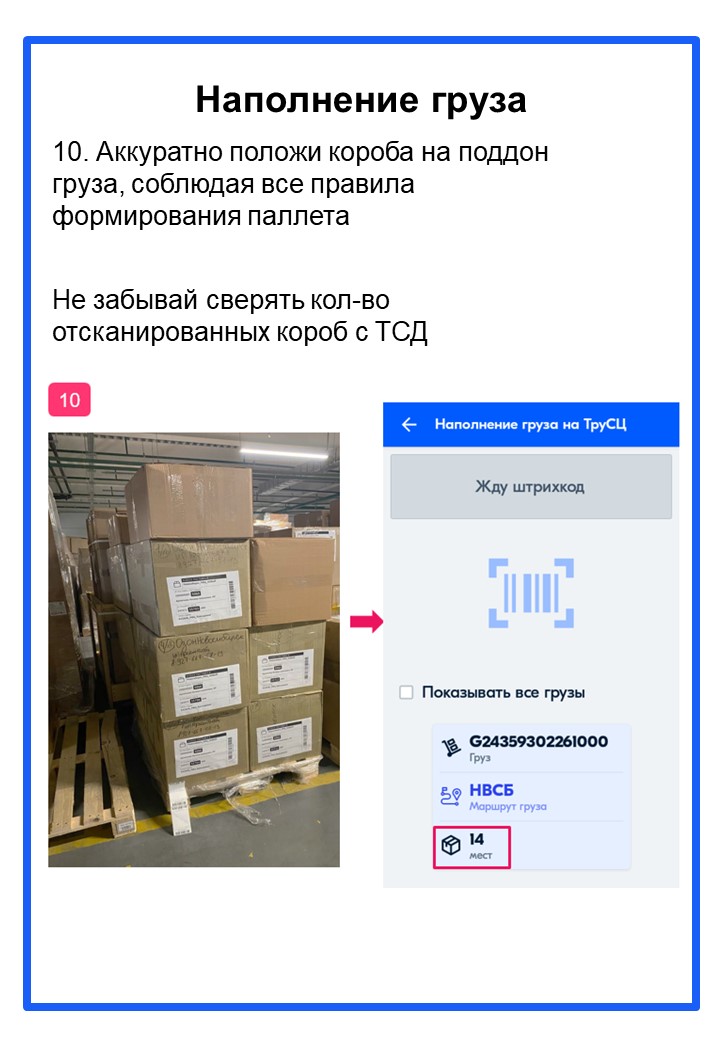 Наполнение груза
10. Аккуратно положи короба на поддон
груза, соблюдая все правила
формирования паллета
Не забывай сверять кол-во
отсканированных короб с ТСД
10
Наполнение груза на ТруСЦ
Жду штрихкод
Показывать все грузы
G24359302261000
Груз
НВСБ
Маршрут груза
14
мест